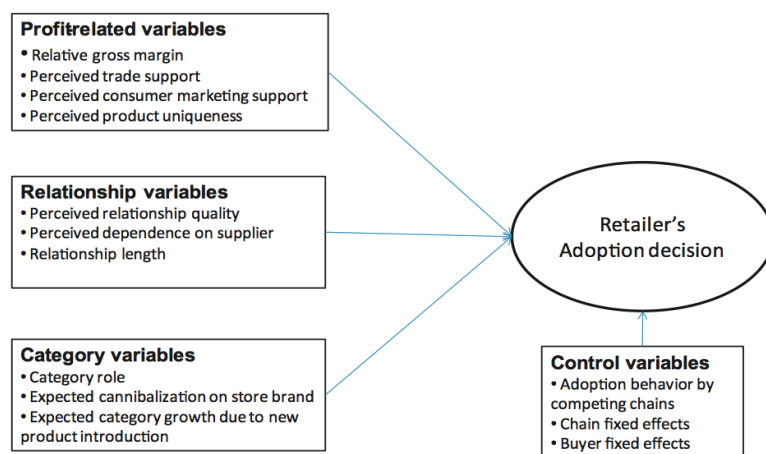 Profit-related variables
• Relative gross margin
• Perceived trade support
• Perceived consumer marketing support
• Perceived product uniqueness
Relationship variables
• Perceived relationship quality
• Perceived dependence on supplier
• Relationship length
Retailer's
Adoption decision
Category variables
• Category role
• Expected cannibalization on store brand
• Expected category growth due to new
product introduction
Control variables
• Adoption behavior by
competing chains
• Chain fixed effects
• Buyer fixed effects